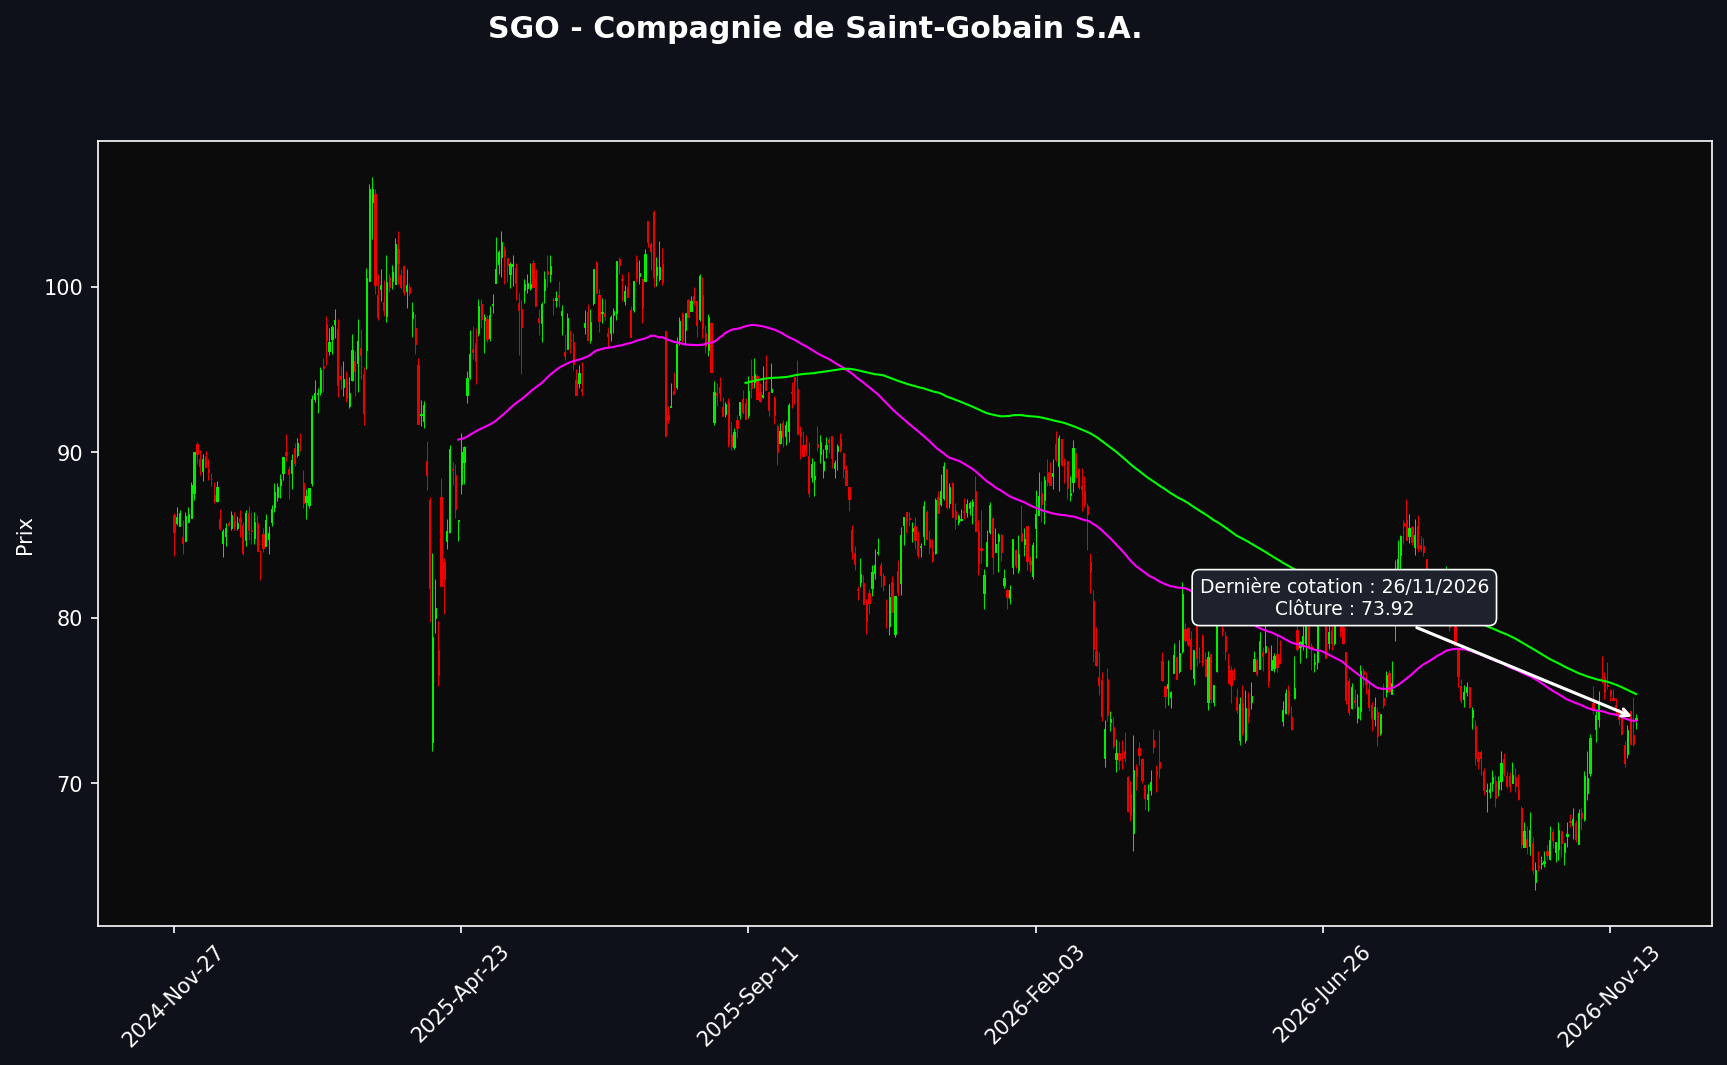 SGO - Compagnie de Saint-Gobain S.A.
Prix
100
90
80
70
Dernière cotation : 26/11/2026
Clôture : 73.92
2024-Nov-27
2025-Apr-23
2025-Sep-11
2026-Feb-03
2026-Jun-26
2026-Nov-13